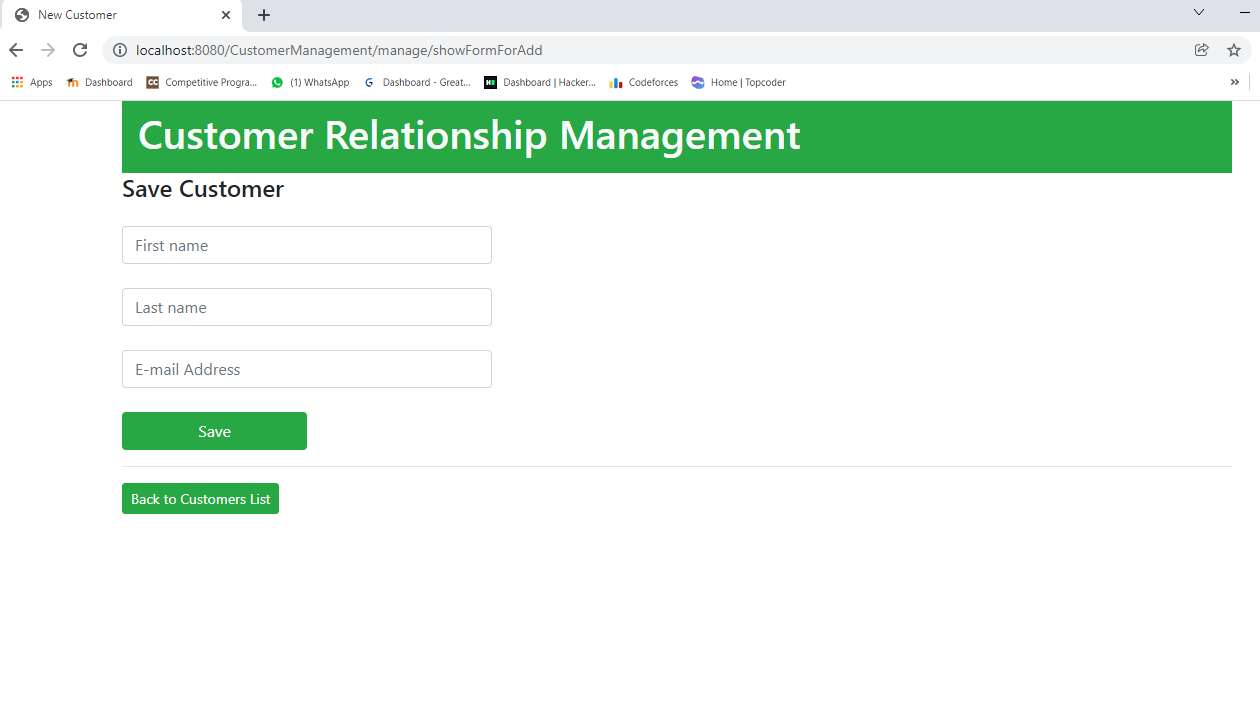 New Customer
localhost:8080/CustomerManagement/manage/showFormForAdd
Apps Dashboard CC Competitive Progra... (1) WhatsApp G Dashboard - Great... H Dashboard | Hacker... Codeforces Home | Topcoder »
Customer Relationship Management
Save Customer
First name
Last name
E-mail Address
Save
Back to Customers List